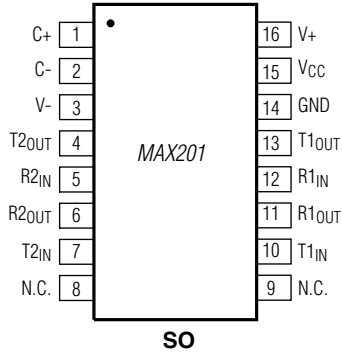 C+ 1 16 V+
C- 2 15 VCC
V- 3 14 GND
T2OUT 4 MAX201 13 T1OUT
R2IN 5 12 R1IN
R2OUT 6 11 R1OUT
T2IN 7 10 T1IN
N.C. 8 9 N.C.
SO